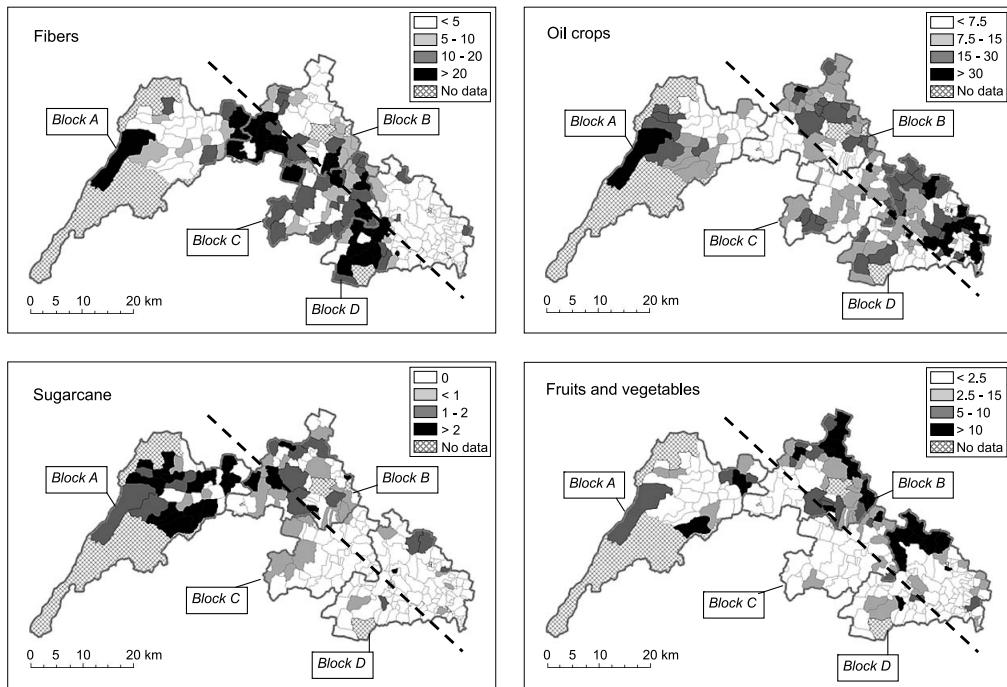 Fibers
< 5
5 - 10
10 - 20
> 20
No data
Block A
Block B
Block C
Block D
0 5 10 20 km
Oil crops
< 7.5
7.5 - 15
15 - 30
> 30
No data
Block A
Block B
Block C
Block D
0 5 10 20 km
Sugarcane
0
< 1
1 - 2
> 2
No data
Block A
Block B
Block C
Block D
0 5 10 20 km
Fruits and vegetables
< 2.5
2.5 - 15
5 - 10
> 10
No data
Block A
Block B
Block C
Block D
0 5 10 20 km